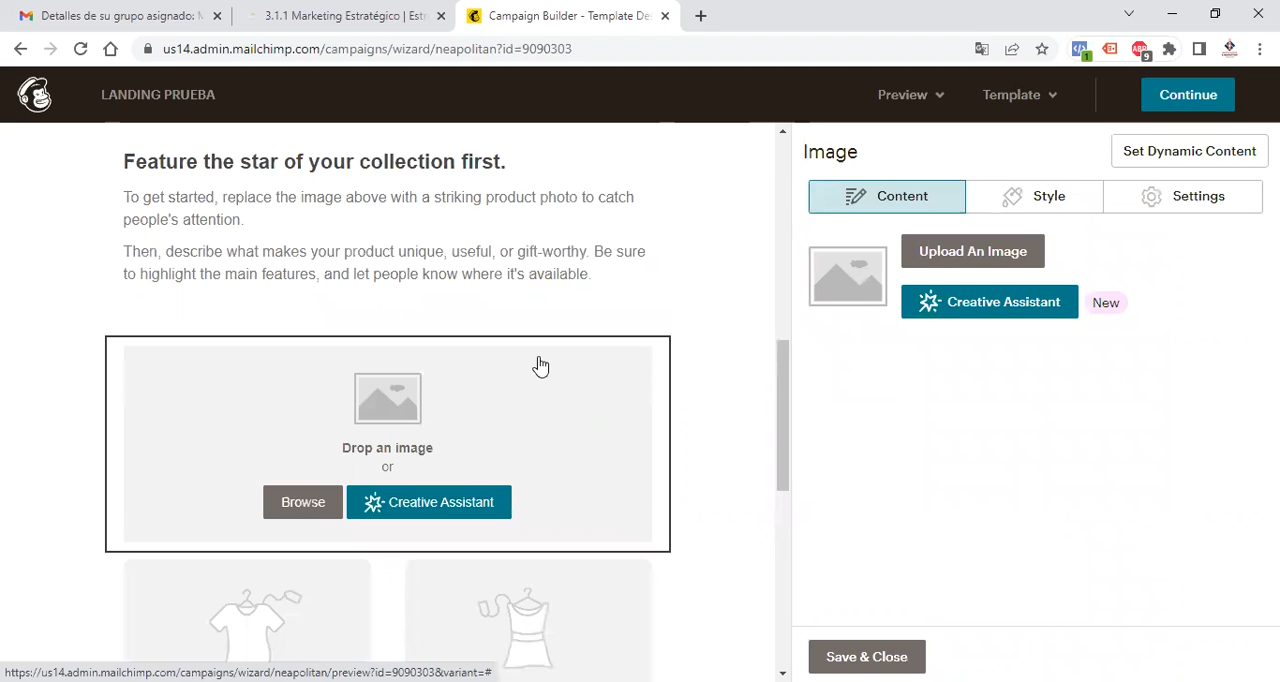 Detalles de su grupo asignado: M
3.1.1 Marketing Estratégico | Est
Campaign Builder - Template De
us14.admin.mailchimp.com/campaigns/wizard/neapolitan?id=9090303
1
ABP
9
LANDING PRUEBA
Preview
Template
Continue
Feature the star of your collection first.
To get started, replace the image above with a striking product photo to catch
people's attention.
Then, describe what makes your product unique, useful, or gift-worthy. Be sure
to highlight the main features, and let people know where it's available.
Drop an image
or
Browse
Creative Assistant
Image
Set Dynamic Content
Content
Style
Settings
Upload An Image
Creative Assistant
New
Save & Close
https://us14.admin.mailchimp.com/campaigns/wizard/neapolitan/preview?id=9090303&variant=#